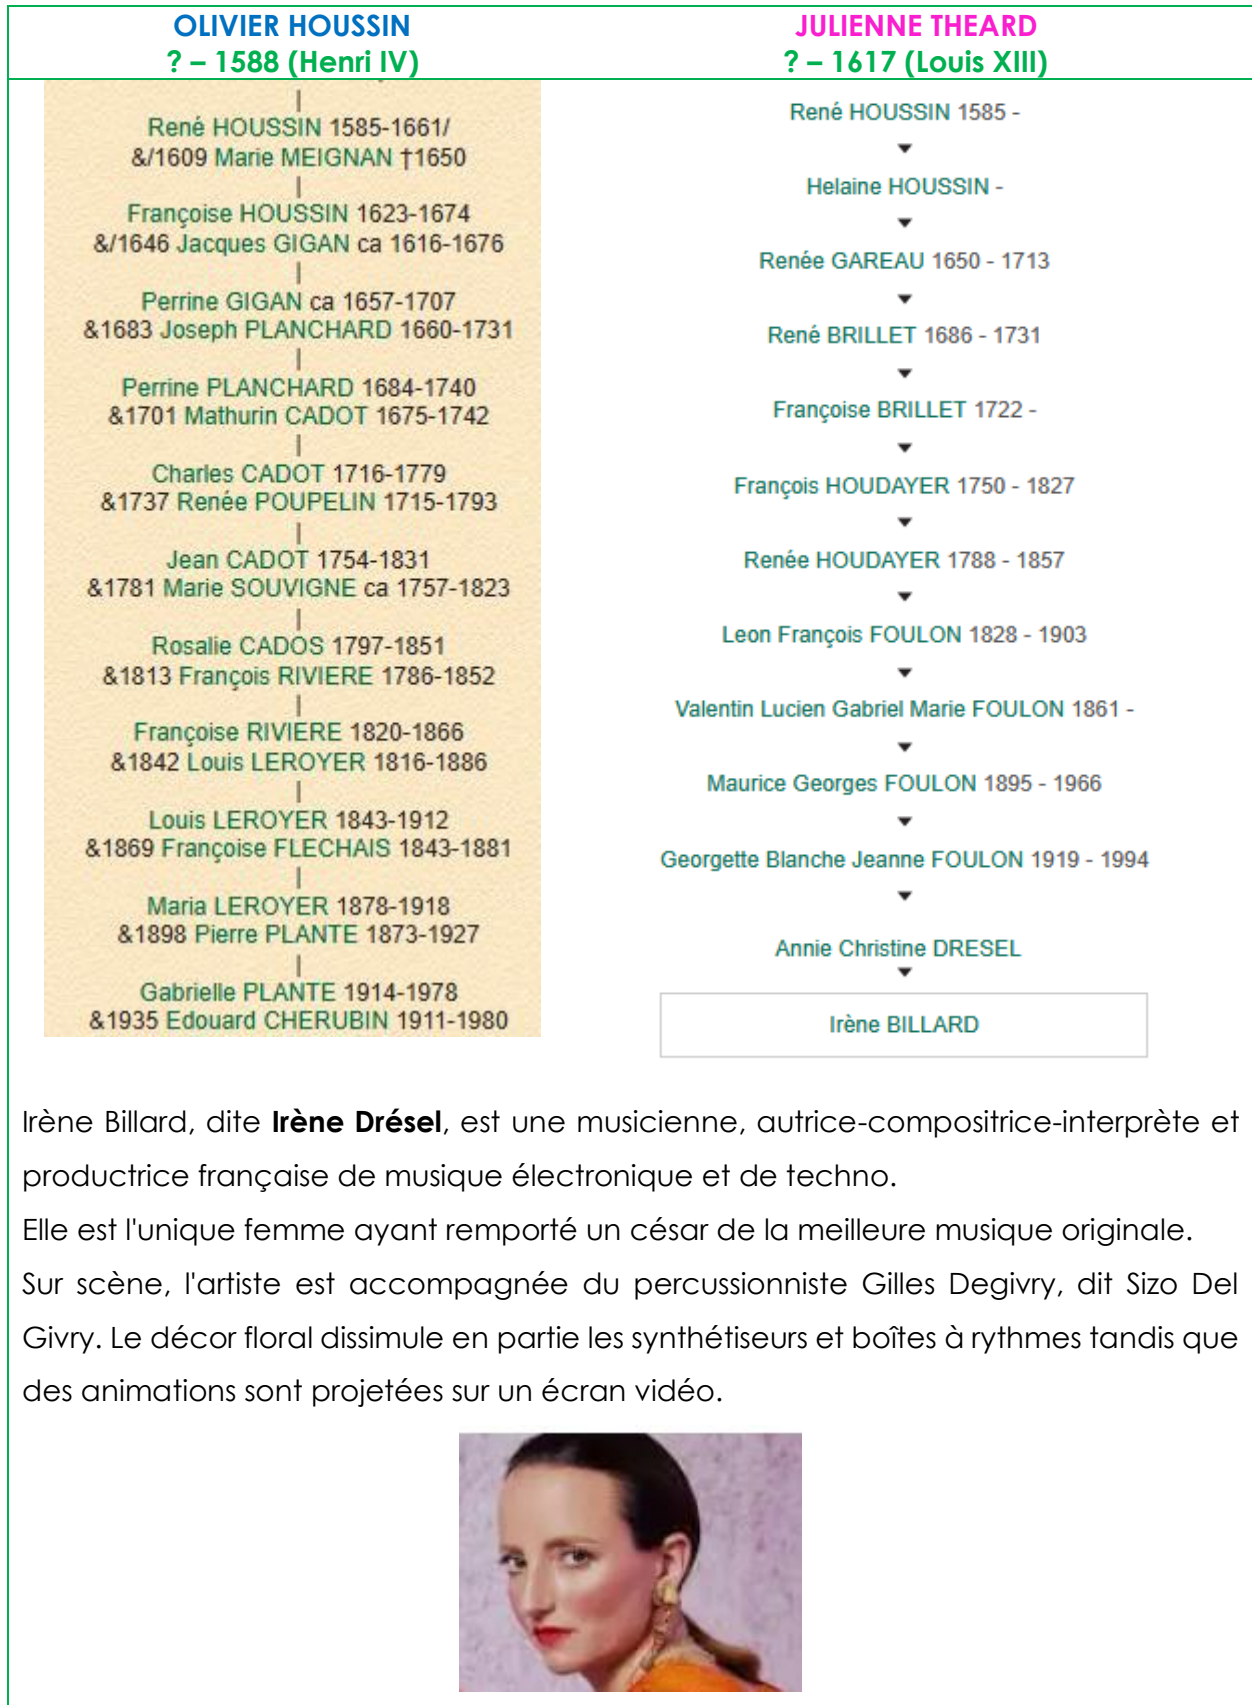 OLIVIER HOUSSIN
? – 1588 (Henri IV)
JULIENNE THEARD
? – 1617 (Louis XIII)
René HOUSSIN 1585-1661/
&/1609 Marie MEIGNAN †1650
|
Françoise HOUSSIN 1623-1674
&/1646 Jacques GIGAN ca 1616-1676
|
Perrine GIGAN ca 1657-1707
&1683 Joseph PLANCHARD 1660-1731
|
Perrine PLANCHARD 1684-1740
&1701 Mathurin CADOT 1675-1742
|
Charles CADOT 1716-1779
&1737 Renée POUPELIN 1715-1793
|
Jean CADOT 1754-1831
&1781 Marie SOUVIGNE ca 1757-1823
|
Rosalie CADOS 1797-1851
&1813 François RIVIERE 1786-1852
|
Françoise RIVIERE 1820-1866
&1842 Louis LEROYER 1816-1886
|
Louis LEROYER 1843-1912
&1869 Françoise FLECHAIS 1843-1881
|
Maria LEROYER 1878-1918
&1898 Pierre PLANTE 1873-1927
|
Gabrielle PLANTE 1914-1978
&1935 Edouard CHERUBIN 1911-1980
René HOUSSIN 1585 -
Helaine HOUSSIN -
Renée GAREAU 1650 - 1713
René BRILLET 1686 - 1731
Françoise BRILLET 1722 -
François HOUDAYER 1750 - 1827
Renée HOUDAYER 1788 - 1857
Leon François FOULON 1828 - 1903
Valentin Lucien Gabriel Marie FOULON 1861 -
Maurice Georges FOULON 1895 - 1966
Georgette Blanche Jeanne FOULON 1919 - 1994
Annie Christine DRESEL
Irène BILLARD
Irène Billard, dite Irène Drésel, est une musicienne, autrice-compositrice-interprète et
productrice française de musique électronique et de techno.
Elle est l'unique femme ayant remporté un césar de la meilleure musique originale.
Sur scène, l'artiste est accompagnée du percussionniste Gilles Degivry, dit Sizo Del
Givry. Le décor floral dissimule en partie les synthétiseurs et boîtes à rythmes tandis que
des animations sont projetées sur un écran vidéo.